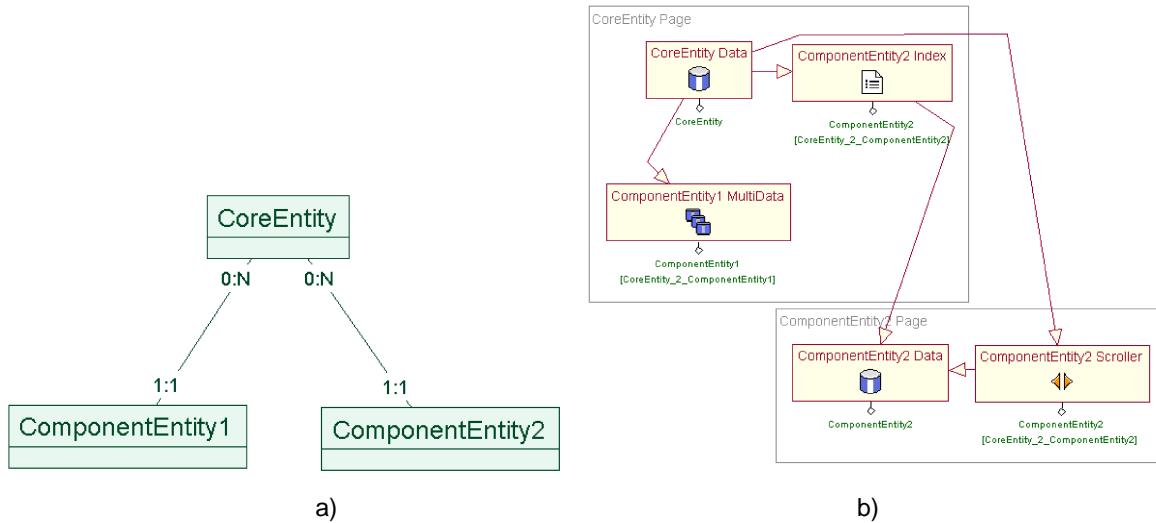 CoreEntity
0:N
0:N
1:1
1:1
ComponentEntity1
ComponentEntity2
a)
CoreEntity Page
CoreEntity Data
CoreEntity
ComponentEntity2 Index
ComponentEntity2
[CoreEntity_2_ComponentEntity2]
ComponentEntity1 MultiData
ComponentEntity1
[CoreEntity_2_ComponentEntity1]
ComponentEntity2 Page
ComponentEntity2 Data
ComponentEntity2
ComponentEntity2 Scroller
ComponentEntity2
[CoreEntity_2_ComponentEntity2]
b)